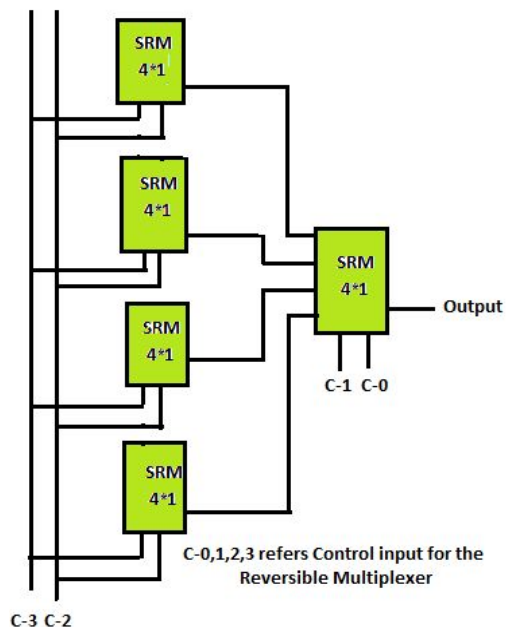 SRM
4*1
SRM
4*1
SRM
4*1
Output
SRM
4*1
C-1 C-0
SRM
4*1
C-0,1,2,3 refers Control input for the
Reversible Multiplexer
C-3 C-2